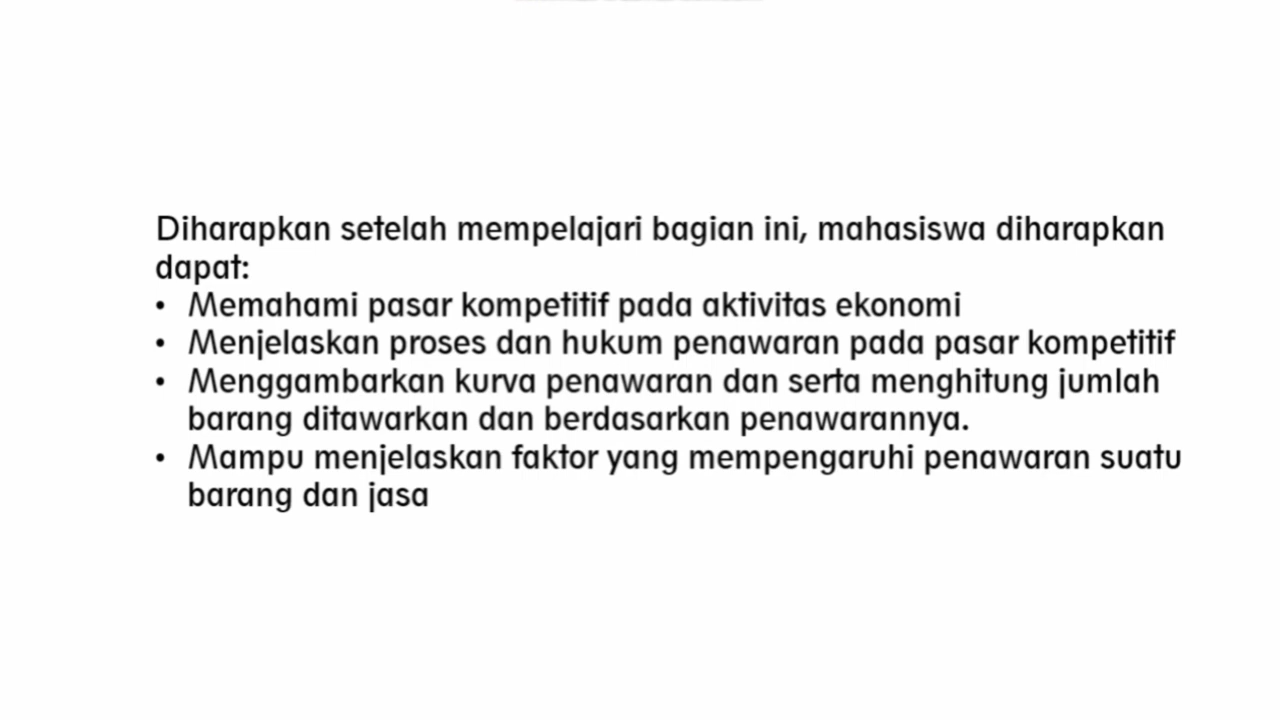 Diharapkan setelah mempelajari bagian ini, mahasiswa diharapkan
dapat:
• Memahami pasar kompetitif pada aktivitas ekonomi
• Menjelaskan proses dan hukum penawaran pada pasar kompetitif
• Menggambarkan kurva penawaran dan serta menghitung jumlah
barang ditawarkan dan berdasarkan penawarannya.
• Mampu menjelaskan faktor yang mempengaruhi penawaran suatu
barang dan jasa